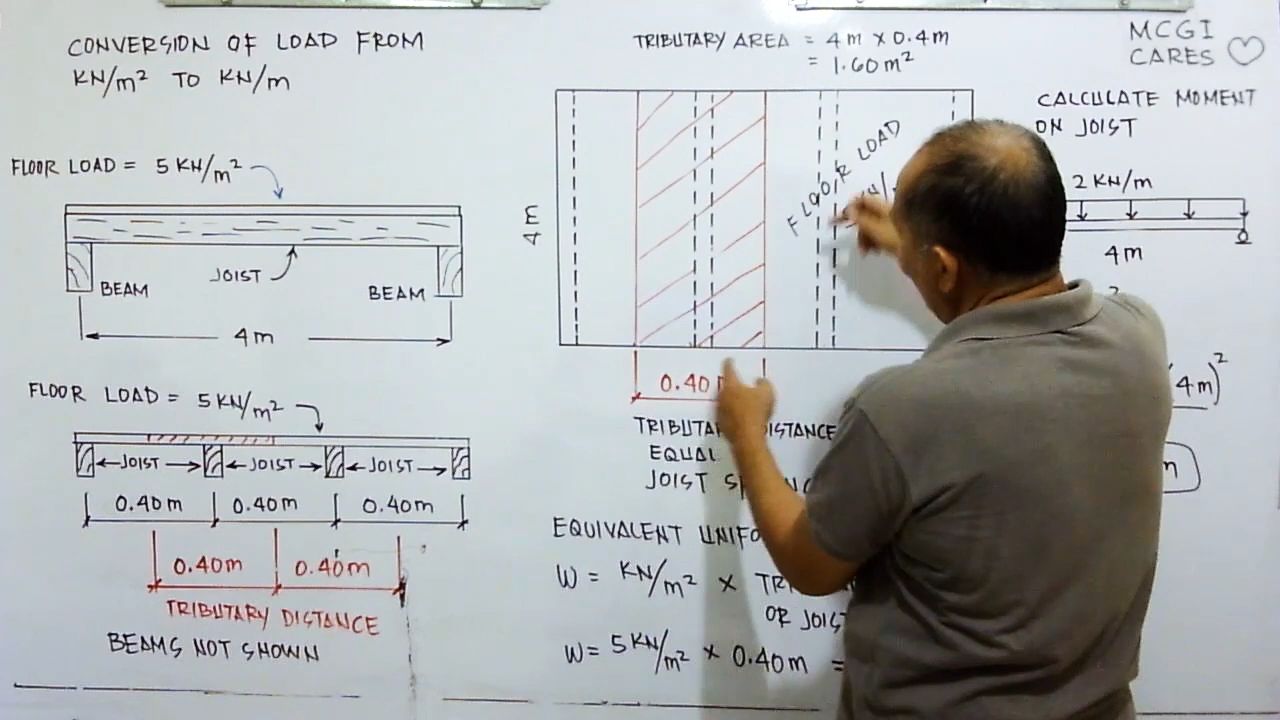 CONVERSION OF LOAD FROM
KN/m² TO KN/m
FLOOR LOAD = 5 KN/m²
JOIST
BEAM
BEAM
4m
FLOOR LOAD = 5 KN/m²
JOIST
JOIST
JOIST
0.40m
0.40m
0.40m
0.40m
0.40m
TRIBUTARY DISTANCE
BEAMS NOT SHOWN
TRIBUTARY AREA = 4m x 0.4m
= 1.60m²
4m
FLOOR LOAD
0.40
EQUAL
JOIST
EQUIVALENT
W = KN/m² x
OR
W = 5 KN/m² x 0.40m =
MCGI
CARES
CALCULATE MOMENT
ON JOIST
2 KN/m
4m
4m)²